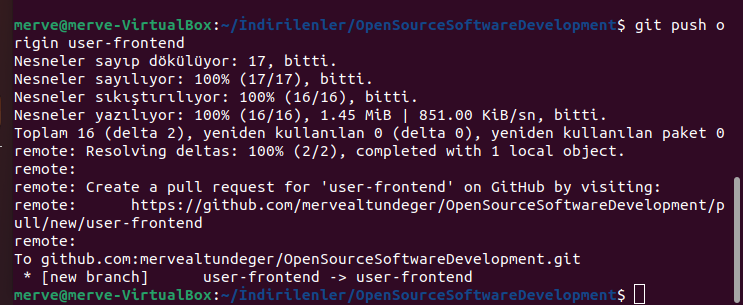 merve@merve-VirtualBox:~/İndirilenler/OpenSourceSoftwareDevelopment$ git push o
rigin user-frontend
Nesneler sayıp dökülüyor: 17, bitti.
Nesneler sayılıyor: 100% (17/17), bitti.
Nesneler sıkıştırılıyor: 100% (16/16), bitti.
Nesneler yazılıyor: 100% (16/16), 1.45 MiB | 851.00 KiB/sn, bitti.
Toplam 16 (delta 2), yeniden kullanılan 0 (delta 0), yeniden kullanılan paket 0
remote: Resolving deltas: 100% (2/2), completed with 1 local object.
remote:
remote: Create a pull request for 'user-frontend' on GitHub by visiting:
remote:      https://github.com/mervealtundeger/OpenSourceSoftwareDevelopment/p
ull/new/user-frontend
remote:
To github.com:mervealtundeger/OpenSourceSoftwareDevelopment.git
 * [new branch]      user-frontend -> user-frontend
merve@merve-VirtualBox:~/İndirilenler/OpenSourceSoftwareDevelopment$